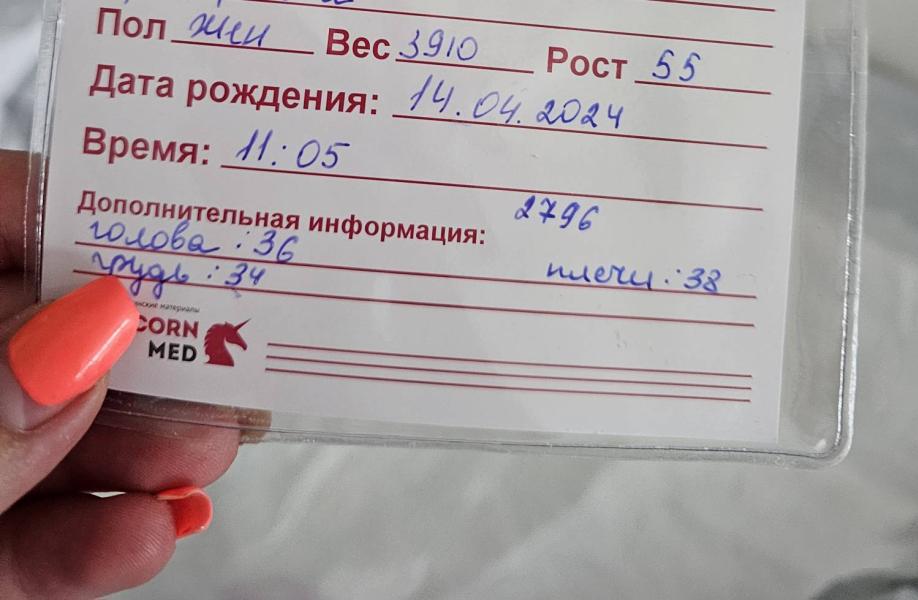 Пол жен Вес 3910 Рост 55
Дата рождения: 14.04.2024
Время: 11:05
Дополнительная информация: 2796
голова: 36
грудь: 34 плечи: 38
CORN
MED